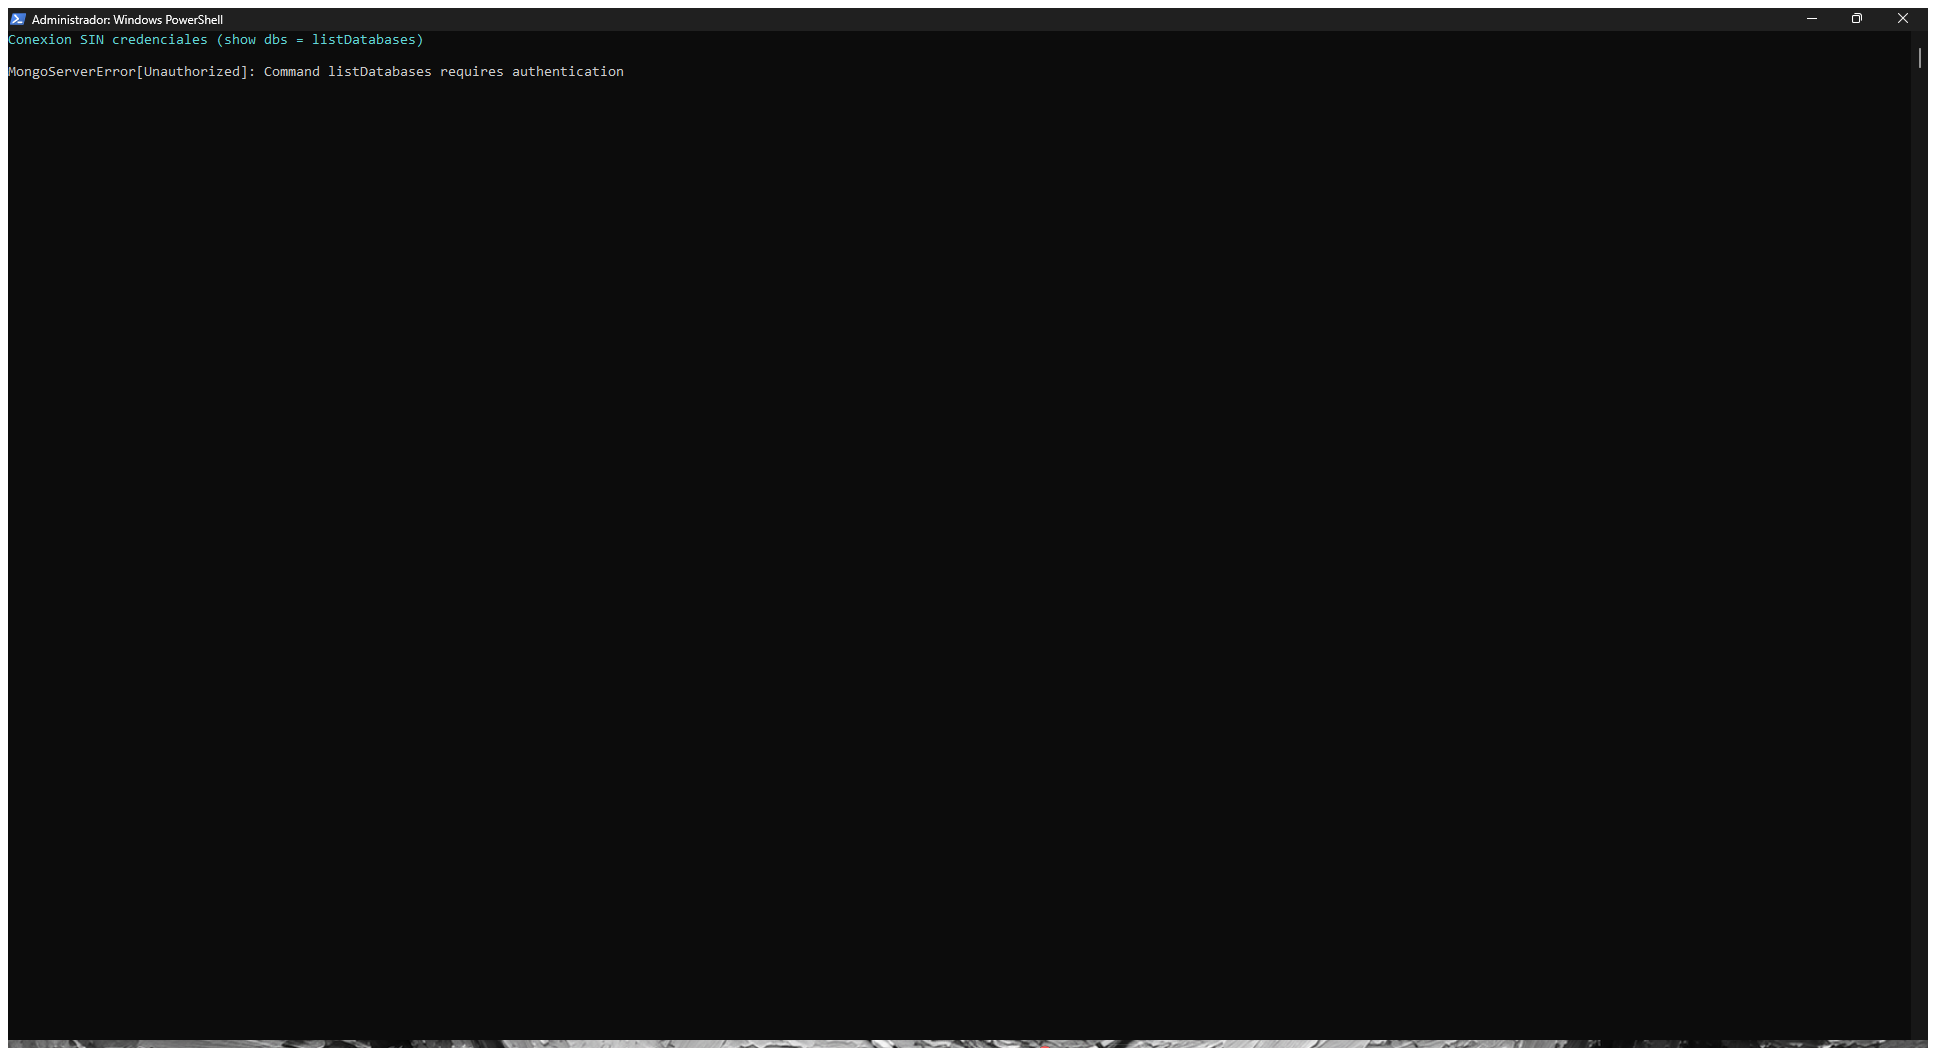 Administrador: Windows PowerShell
Conexion SIN credenciales (show dbs = listDatabases)
MongoServerError[Unauthorized]: Command listDatabases requires authentication